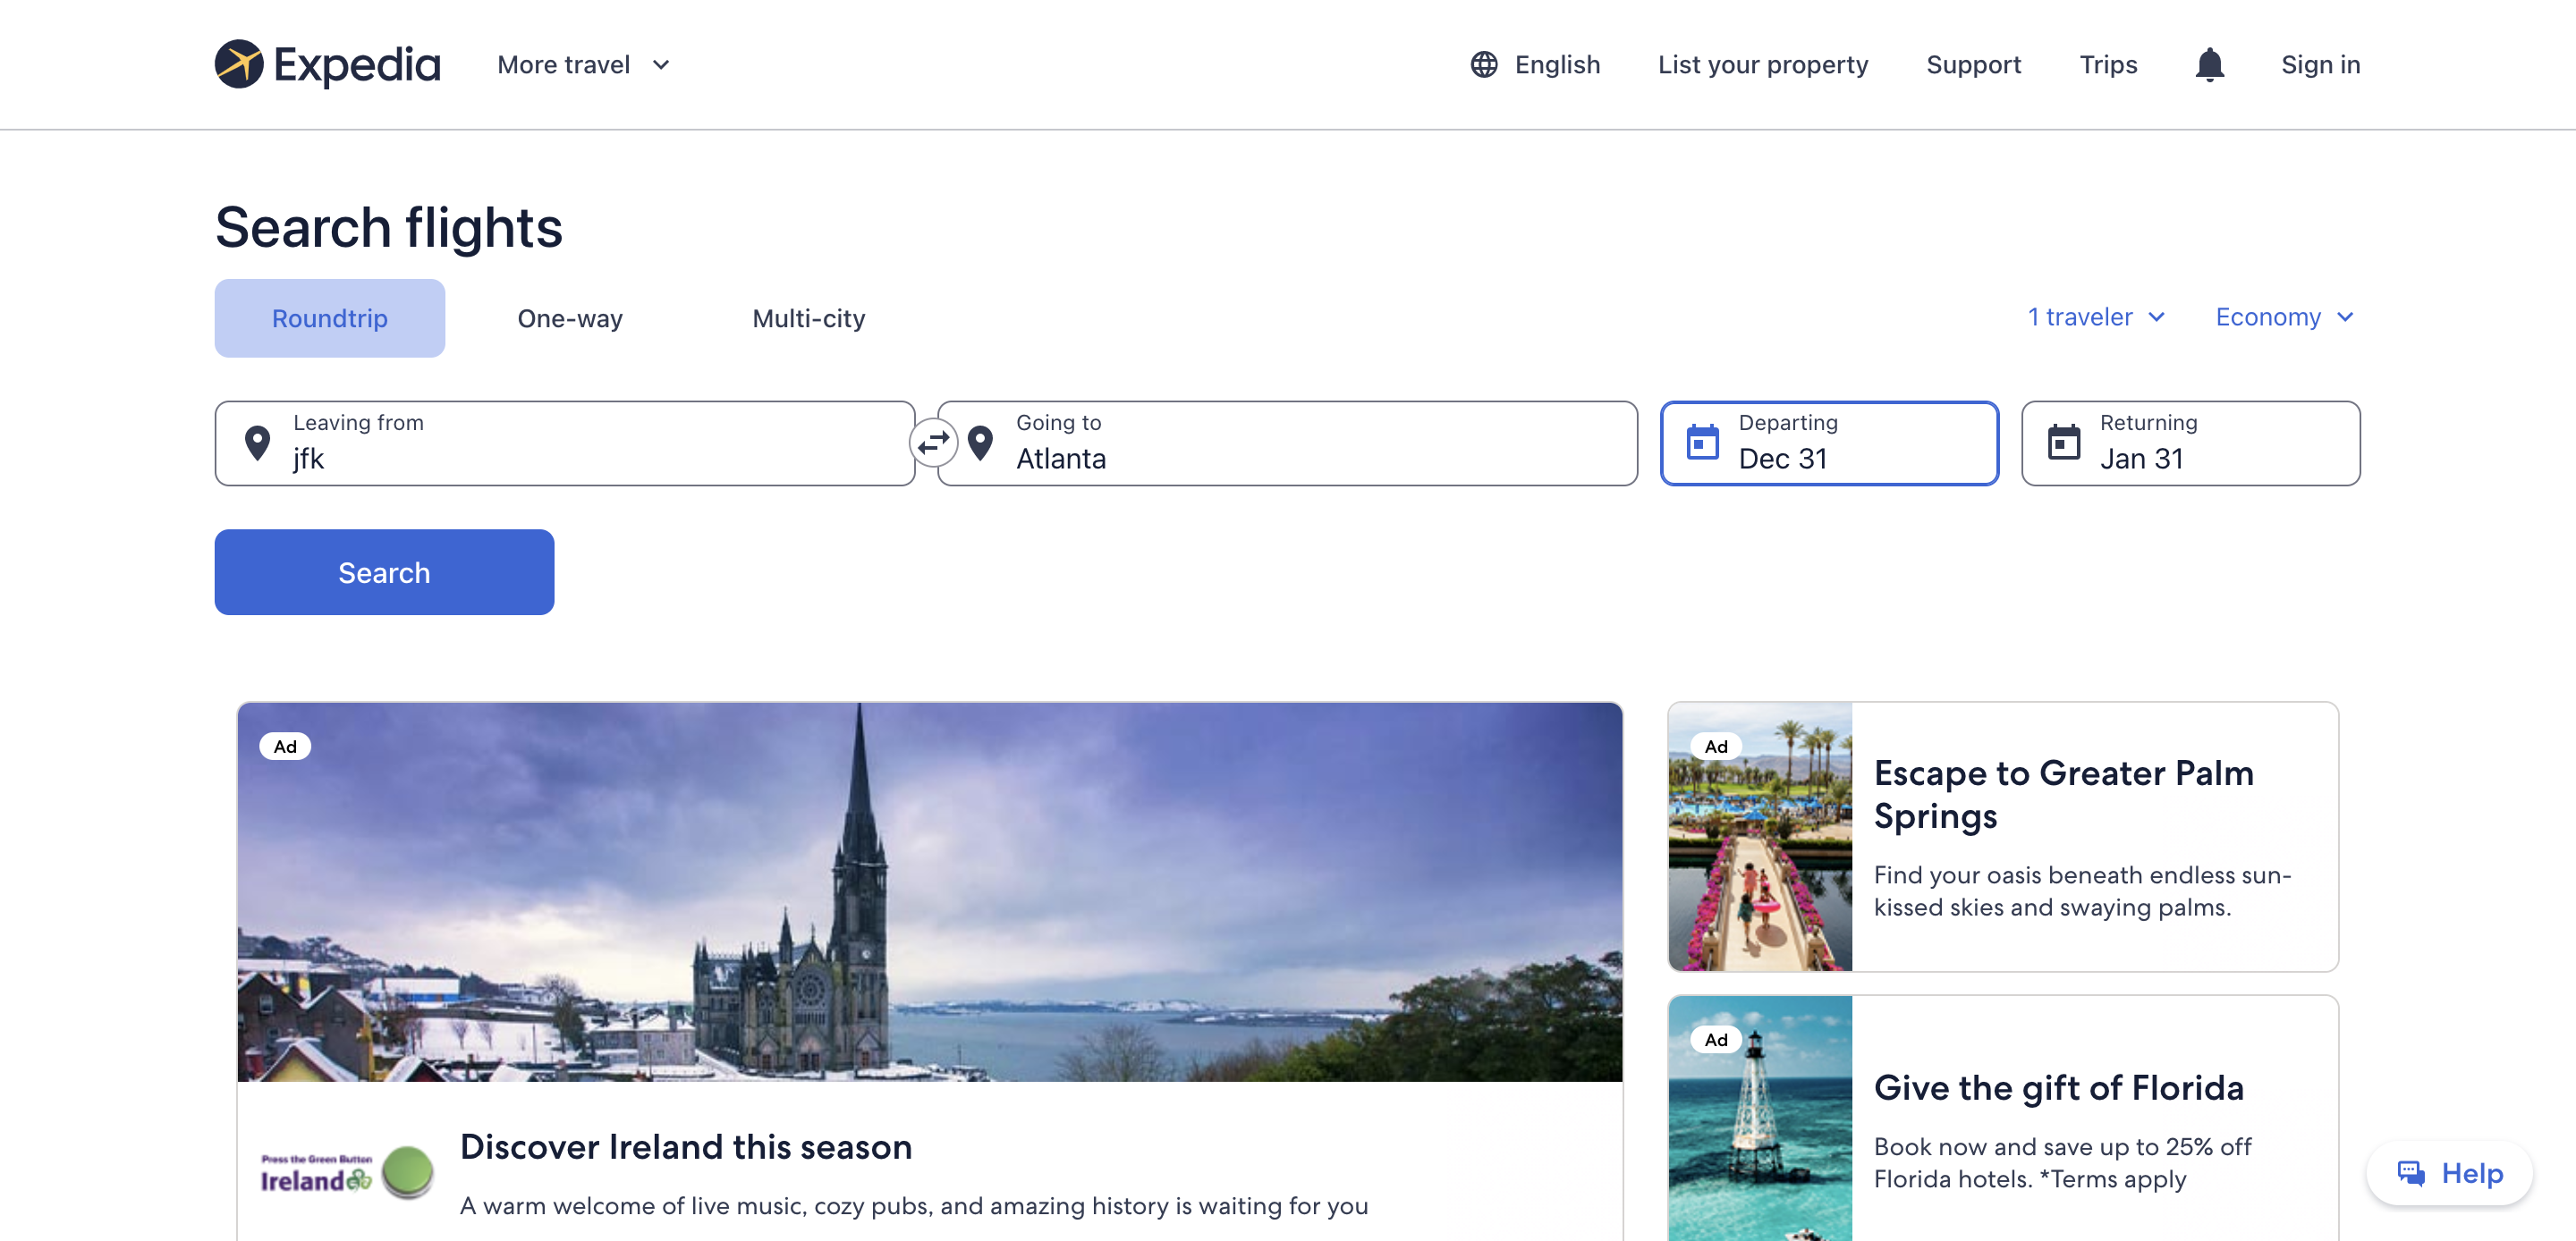 Expedia
More travel
English
List your property
Support
Trips
Sign in
Search flights
Roundtrip
One-way
Multi-city
1 traveler
Economy
Leaving from
jfk
Going to
Atlanta
Departing
Dec 31
Returning
Jan 31
Search
Ad
Press the Green Button
Ireland
Discover Ireland this season
A warm welcome of live music, cozy pubs, and amazing history is waiting for you
Ad
Escape to Greater Palm
Springs
Find your oasis beneath endless sun-
kissed skies and swaying palms.
Ad
Give the gift of Florida
Book now and save up to 25% off
Florida hotels. *Terms apply
Help